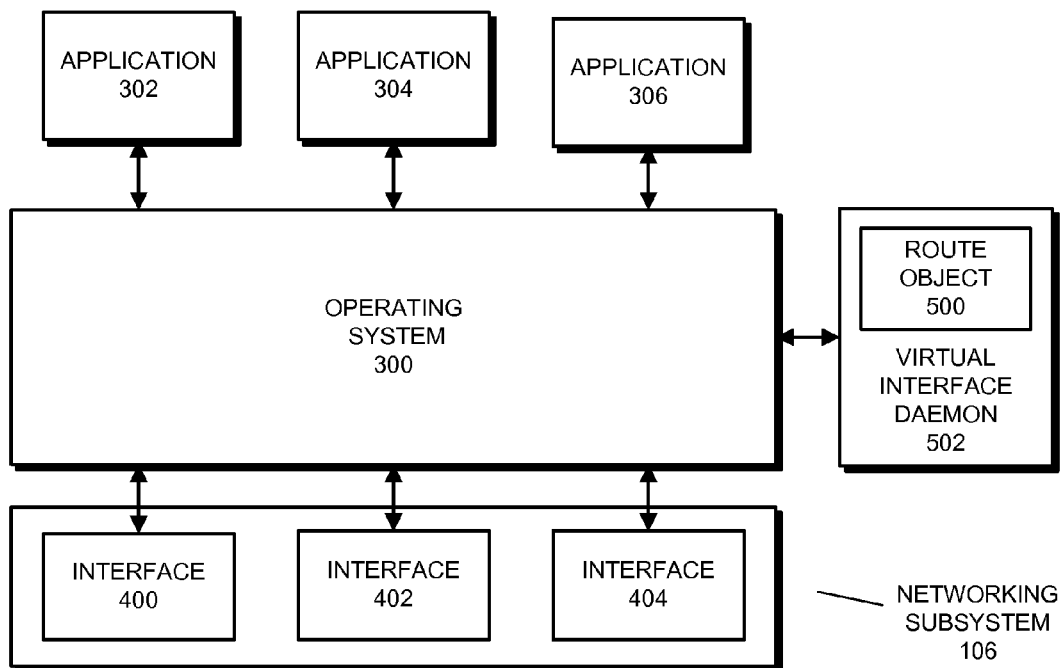 APPLICATION
302
APPLICATION
304
APPLICATION
306
OPERATING
SYSTEM
300
ROUTE
OBJECT
500
VIRTUAL
INTERFACE
DAEMON
502
INTERFACE
400
INTERFACE
402
INTERFACE
404
NETWORKING
SUBSYSTEM
106